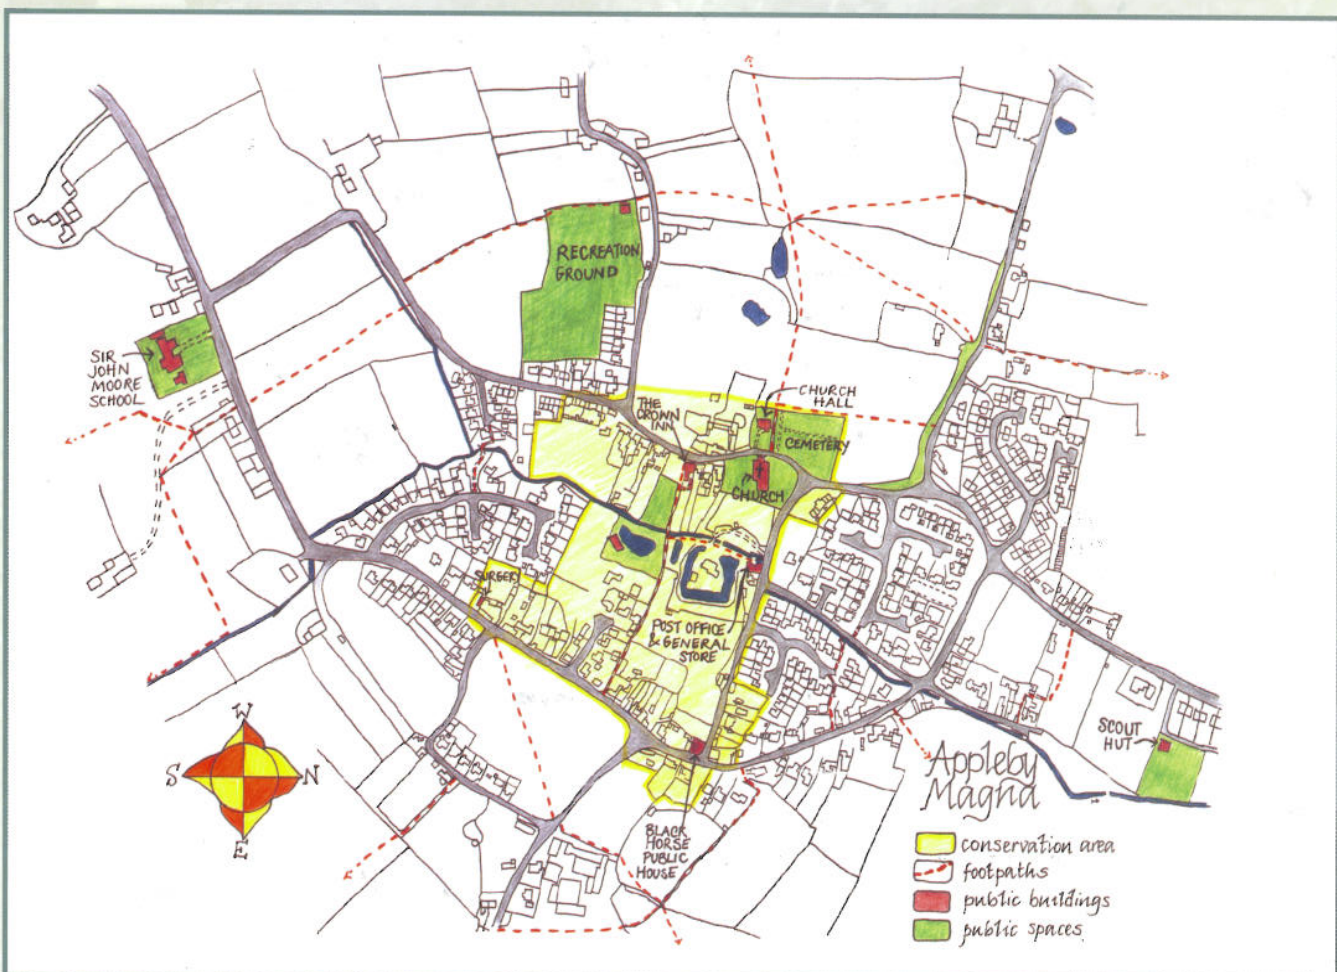 RECREATION
GROUND
SIR
JOHN
MOORE
SCHOOL
THE
CROWN
INN
CHURCH
HALL
CEMETERY
CHURCH
SURGERY
POST OFFICE
& GENERAL
STORE
SCOUT
HUT
W
S
N
E
BLACK
HORSE
PUBLIC
HOUSE
Appleby
Magna
conservation area
footpaths
public buildings
public spaces